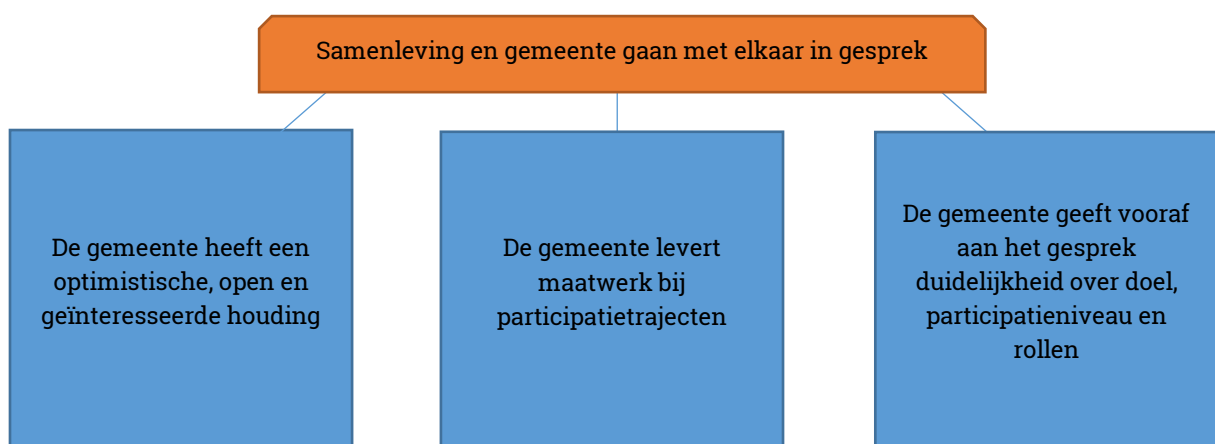 Samenleving en gemeente gaan met elkaar in gesprek
De gemeente heeft een
optimistische, open en
geïnteresseerde houding
De gemeente levert
maatwerk bij
participatietrajecten
De gemeente geeft vooraf
aan het gesprek
duidelijkheid over doel,
participatieniveau en
rollen